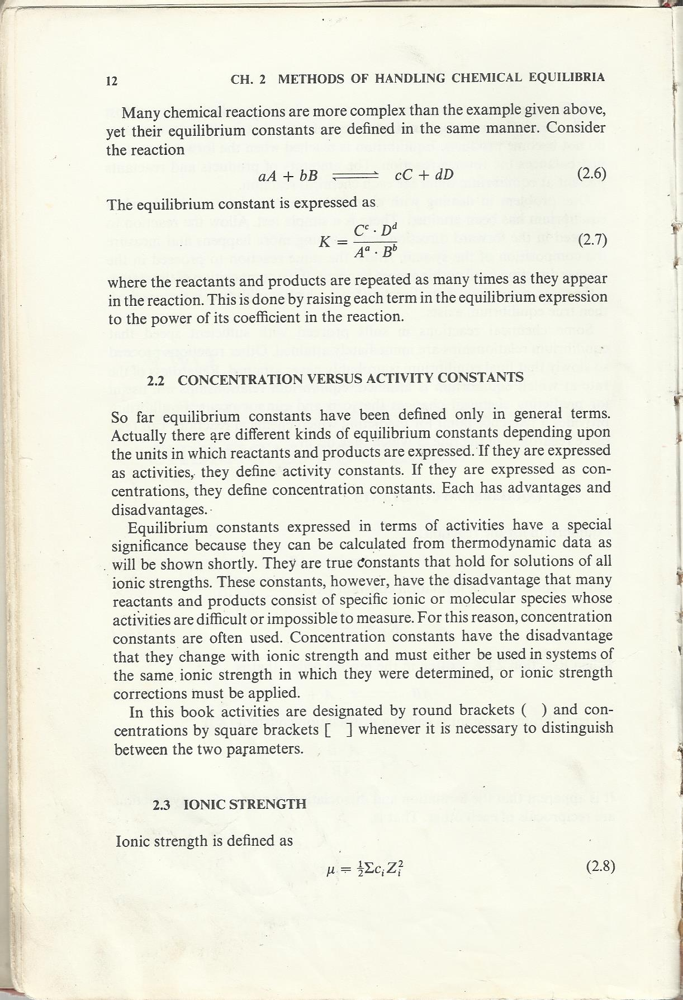 12 CH. 2 METHODS OF HANDLING CHEMICAL EQUILIBRIA
Many chemical reactions are more complex than the example given above,
yet their equilibrium constants are defined in the same manner. Consider
the reaction
aA + bB ⇌ cC + dD (2.6)
The equilibrium constant is expressed as
K = \frac{C^c · D^d}{A^a · B^b} (2.7)
where the reactants and products are repeated as many times as they appear
in the reaction. This is done by raising each term in the equilibrium expression
to the power of its coefficient in the reaction.
2.2 CONCENTRATION VERSUS ACTIVITY CONSTANTS
So far equilibrium constants have been defined only in general terms.
Actually there are different kinds of equilibrium constants depending upon
the units in which reactants and products are expressed. If they are expressed
as activities, they define activity constants. If they are expressed as con-
centrations, they define concentration constants. Each has advantages and
disadvantages.
Equilibrium constants expressed in terms of activities have a special
significance because they can be calculated from thermodynamic data as
will be shown shortly. They are true constants that hold for solutions of all
ionic strengths. These constants, however, have the disadvantage that many
reactants and products consist of specific ionic or molecular species whose
activities are difficult or impossible to measure. For this reason, concentration
constants are often used. Concentration constants have the disadvantage
that they change with ionic strength and must either be used in systems of
the same ionic strength in which they were determined, or ionic strength
corrections must be applied.
In this book activities are designated by round brackets ( ) and con-
centrations by square brackets [ ] whenever it is necessary to distinguish
between the two parameters.
2.3 IONIC STRENGTH
Ionic strength is defined as
μ = ½Σc_i Z_i^2 (2.8)